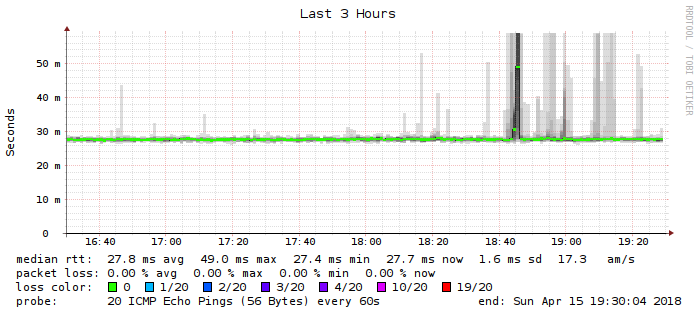 Last 3 Hours
RRDTOOL / TOBI OETIKER
Seconds
50 m
40 m
30 m
20 m
10 m
0
16:40 17:00 17:20 17:40 18:00 18:20 18:40 19:00 19:20
median rtt: 27.8 ms avg 49.0 ms max 27.4 ms min 27.7 ms now 1.6 ms sd 17.3 am/s
packet loss: 0.00 % avg 0.00 % max 0.00 % min 0.00 % now
loss color: 0 1/20 2/20 3/20 4/20 10/20 19/20
probe: 20 ICMP Echo Pings (56 Bytes) every 60s end: Sun Apr 15 19:30:04 2018